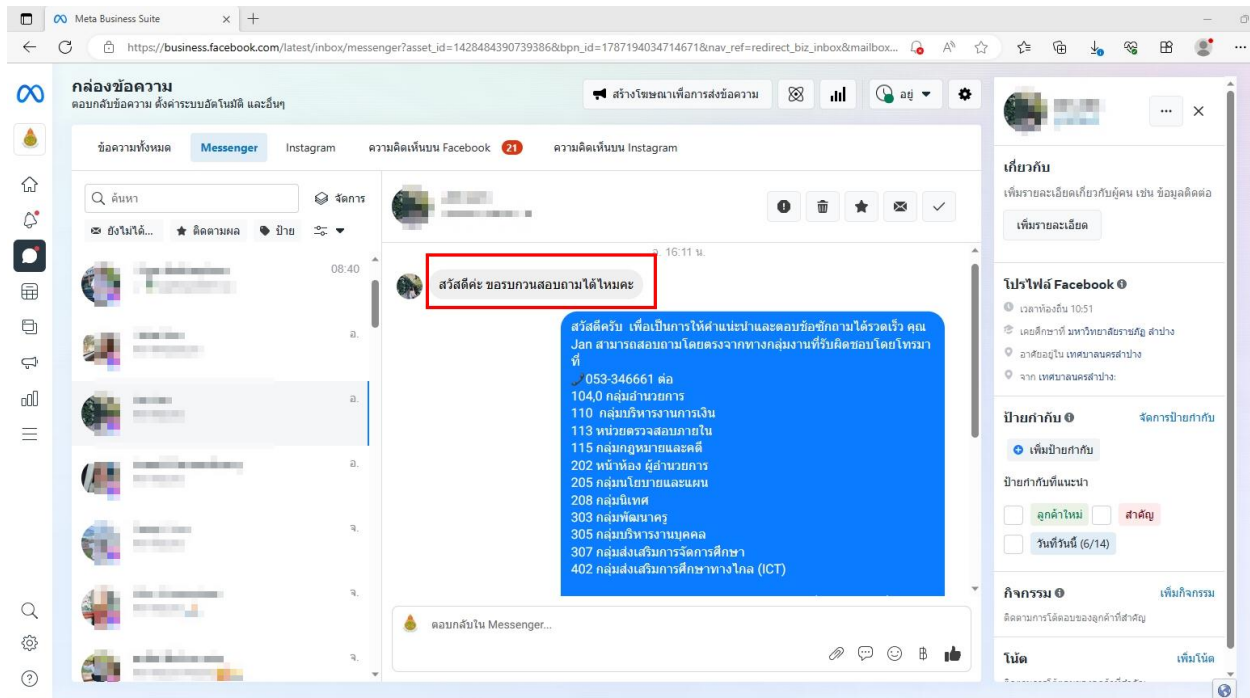 Meta Business Suite
https://business.facebook.com/latest/inbox/messenger?asset_id=1428484390739386&bpn_id=1787194034714671&nav_ref=redirect_biz_inbox&mailbox...
กล่องข้อความ
ตอบกลับข้อความ ตั้งค่าระบบอัตโนมัติ และอื่นๆ
สร้างโฆษณาเพื่อการส่งข้อความ
อยู่
ข้อความทั้งหมด Messenger Instagram ความคิดเห็นบน Facebook 21 ความคิดเห็นบน Instagram
ค้นหา
จัดการ
ยังไม่ได้... ติดตามผล ป้าย
08:40
อ.
อ.
อ.
จ.
จ.
จ.
อ. 16:11 น.
สวัสดีค่ะ ขอรบกวนสอบถามได้ไหมคะ
สวัสดีครับ เพื่อเป็นการให้คำแนะนำและตอบข้อซักถามได้รวดเร็ว คุณ
Jan สามารถสอบถามโดยตรงจากทางกลุ่มงานที่รับผิดชอบโดยโทรมา
ที่
053-346661 ต่อ
104,0 กลุ่มอำนวยการ
110 กลุ่มบริหารงานการเงิน
113 หน่วยตรวจสอบภายใน
115 กลุ่มกฎหมายและคดี
202 หน้าห้อง ผู้อำนวยการ
205 กลุ่มนโยบายและแผน
208 กลุ่มนิเทศ
303 กลุ่มพัฒนาครู
305 กลุ่มบริหารงานบุคคล
307 กลุ่มส่งเสริมการจัดการศึกษา
402 กลุ่มส่งเสริมการศึกษาทางไกล (ICT)
ตอบกลับใน Messenger...
เกี่ยวกับ
เพิ่มรายละเอียดเกี่ยวกับผู้คน เช่น ข้อมูลติดต่อ
เพิ่มรายละเอียด
โปรไฟล์ Facebook
เวลาท้องถิ่น 10:51
เคยศึกษาที่ มหาวิทยาลัยราชภัฏ ลำปาง
อาศัยอยู่ใน เทศบาลนครลำปาง
จาก เทศบาลนครลำปาง
ป้ายกำกับ จัดการป้ายกำกับ
เพิ่มป้ายกำกับ
ป้ายกำกับที่แนะนำ
ลูกค้าใหม่ สำคัญ
วันที่วันนี้ (6/14)
กิจกรรม เพิ่มกิจกรรม
ติดตามการโต้ตอบของลูกค้าที่สำคัญ
โน้ต เพิ่มโน้ต